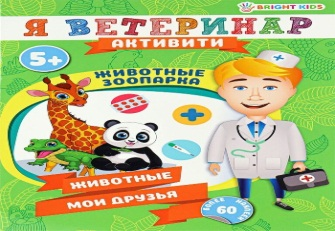 Я ВЕТЕРИНАР
BRIGHT KIDS
АКТИВИТИ
5+
ЖИВОТНЫЕ
ЗООПАРКА
ЖИВОТНЫЕ
МОИ ДРУЗЬЯ
60